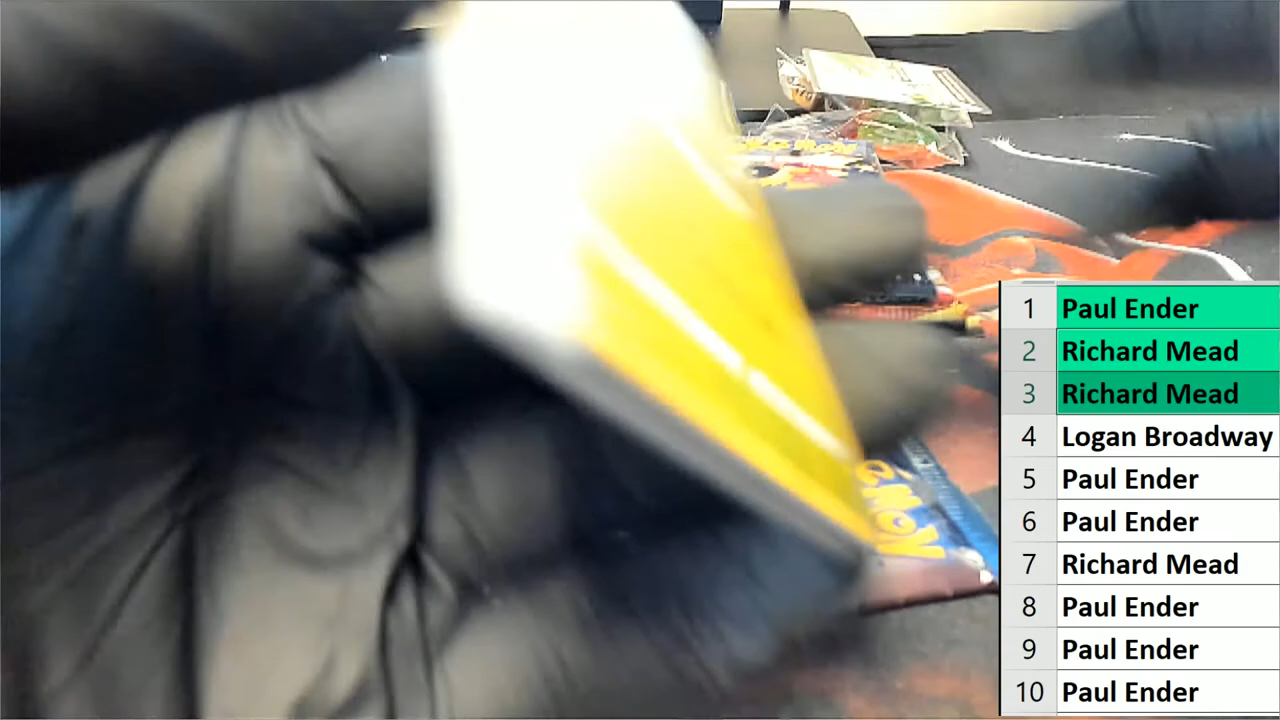 1 Paul Ender
2 Richard Mead
3 Richard Mead
4 Logan Broadway
5 Paul Ender
6 Paul Ender
7 Richard Mead
8 Paul Ender
9 Paul Ender
10 Paul Ender